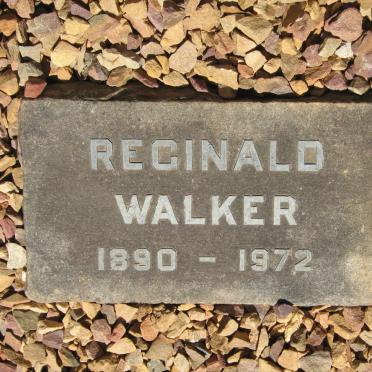 REGINALD
WALKER
1890 - 1972